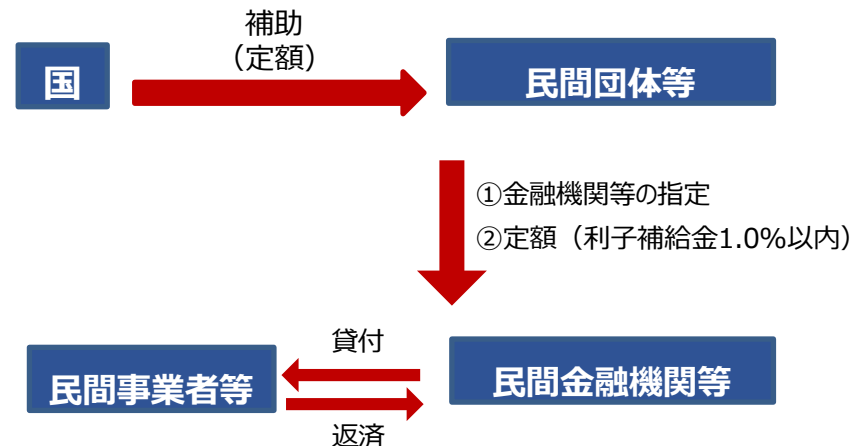 補助
（定額）
国
民間団体等
①金融機関等の指定
②定額（利子補給金1.0%以内）
貸付
民間事業者等
民間金融機関等
返済